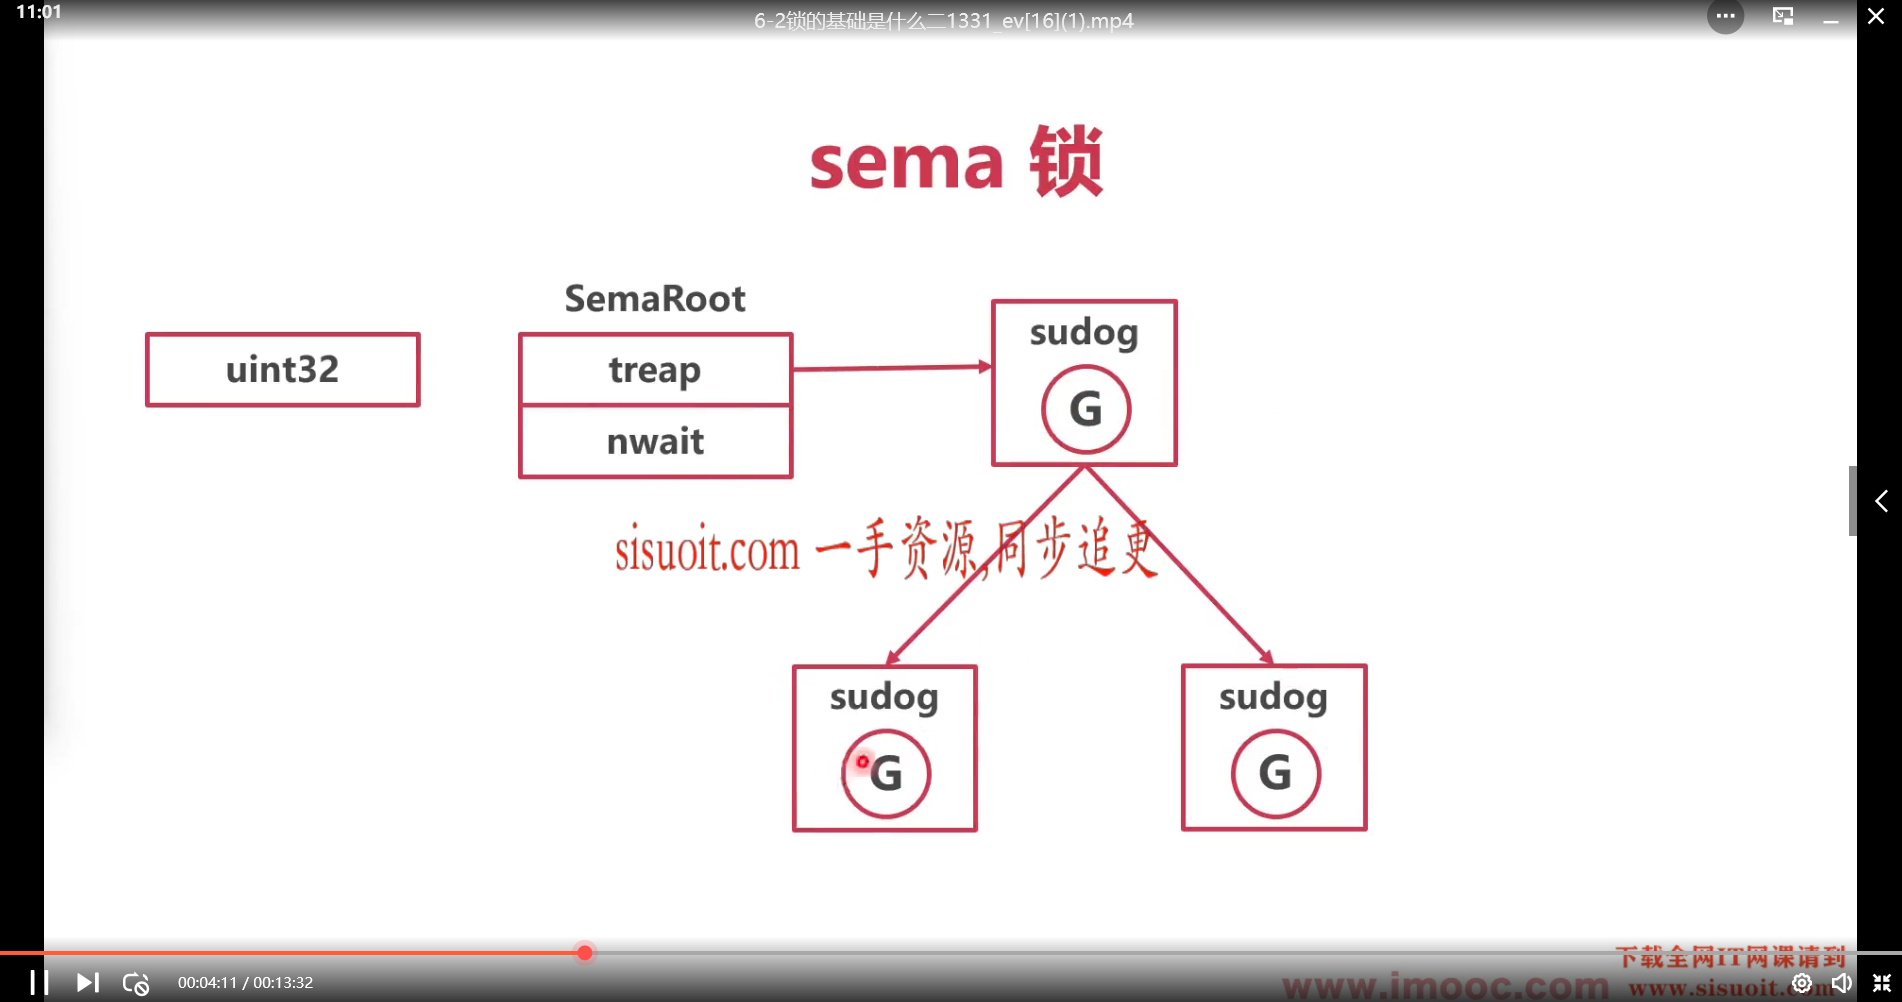 11:01
6-2锁的基础是什么二1331_ev[16](1).mp4
sema 锁
SemaRoot
uint32
treap
nwait
sudog
G
sisuoit.com 一手资源,同步追更
sudog
G
sudog
G
下载全网IT网课请到
00:04:11 / 00:13:32
www.imooc.com
www.sisuoit.com